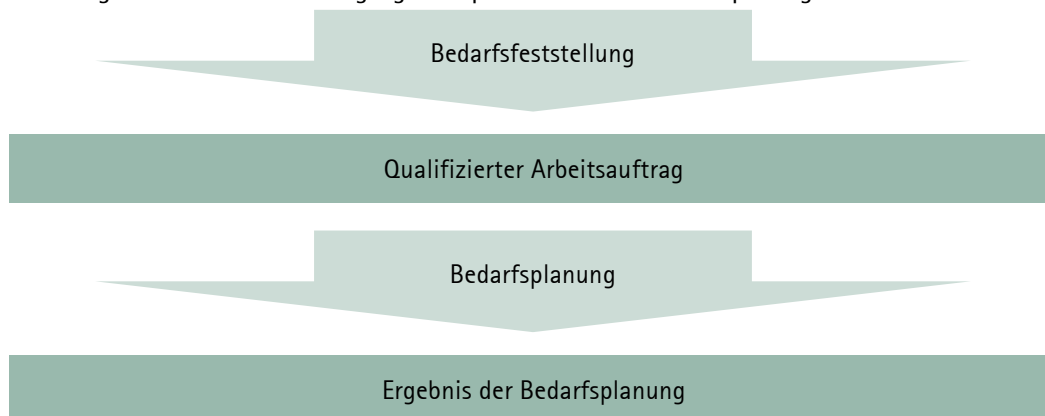 Bedarfsfeststellung
Qualifizierter Arbeitsauftrag
Bedarfsplanung
Ergebnis der Bedarfsplanung